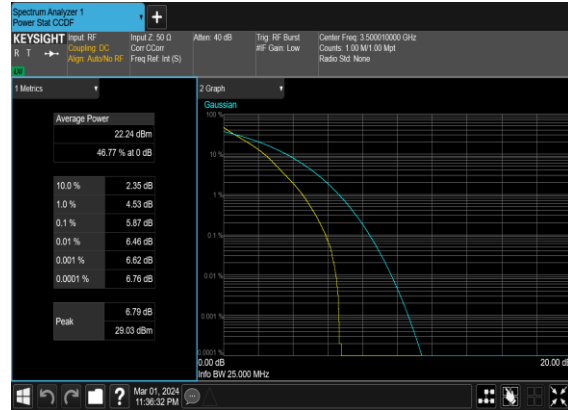 Spectrum Analyzer 1
Power Stat CCDF
KEYSIGHT
R T
LXI
Input: RF
Coupling: DC
Align: Auto/No RF
Input Z: 50 Ω
Corr CCorr
Freq Ref: Int (S)
Atten: 40 dB
Trig: RF Burst
#IF Gain: Low
Center Freq: 3.500010000 GHz
Counts: 1.00 M/1.00 Mpt
Radio Std: None
1 Metrics
Average Power
22.24 dBm
46.77 % at 0 dB
10.0 % 2.35 dB
1.0 % 4.53 dB
0.1 % 5.87 dB
0.01 % 6.46 dB
0.001 % 6.62 dB
0.0001 % 6.76 dB
Peak
6.79 dB
29.03 dBm
2 Graph
Gaussian
100 %
10 %
1 %
0.1 %
0.01 %
0.001 %
0.0001 %
0.00 dB
20.00 dB
Info BW 25.000 MHz
?
Mar 01, 2024
11:36:32 PM